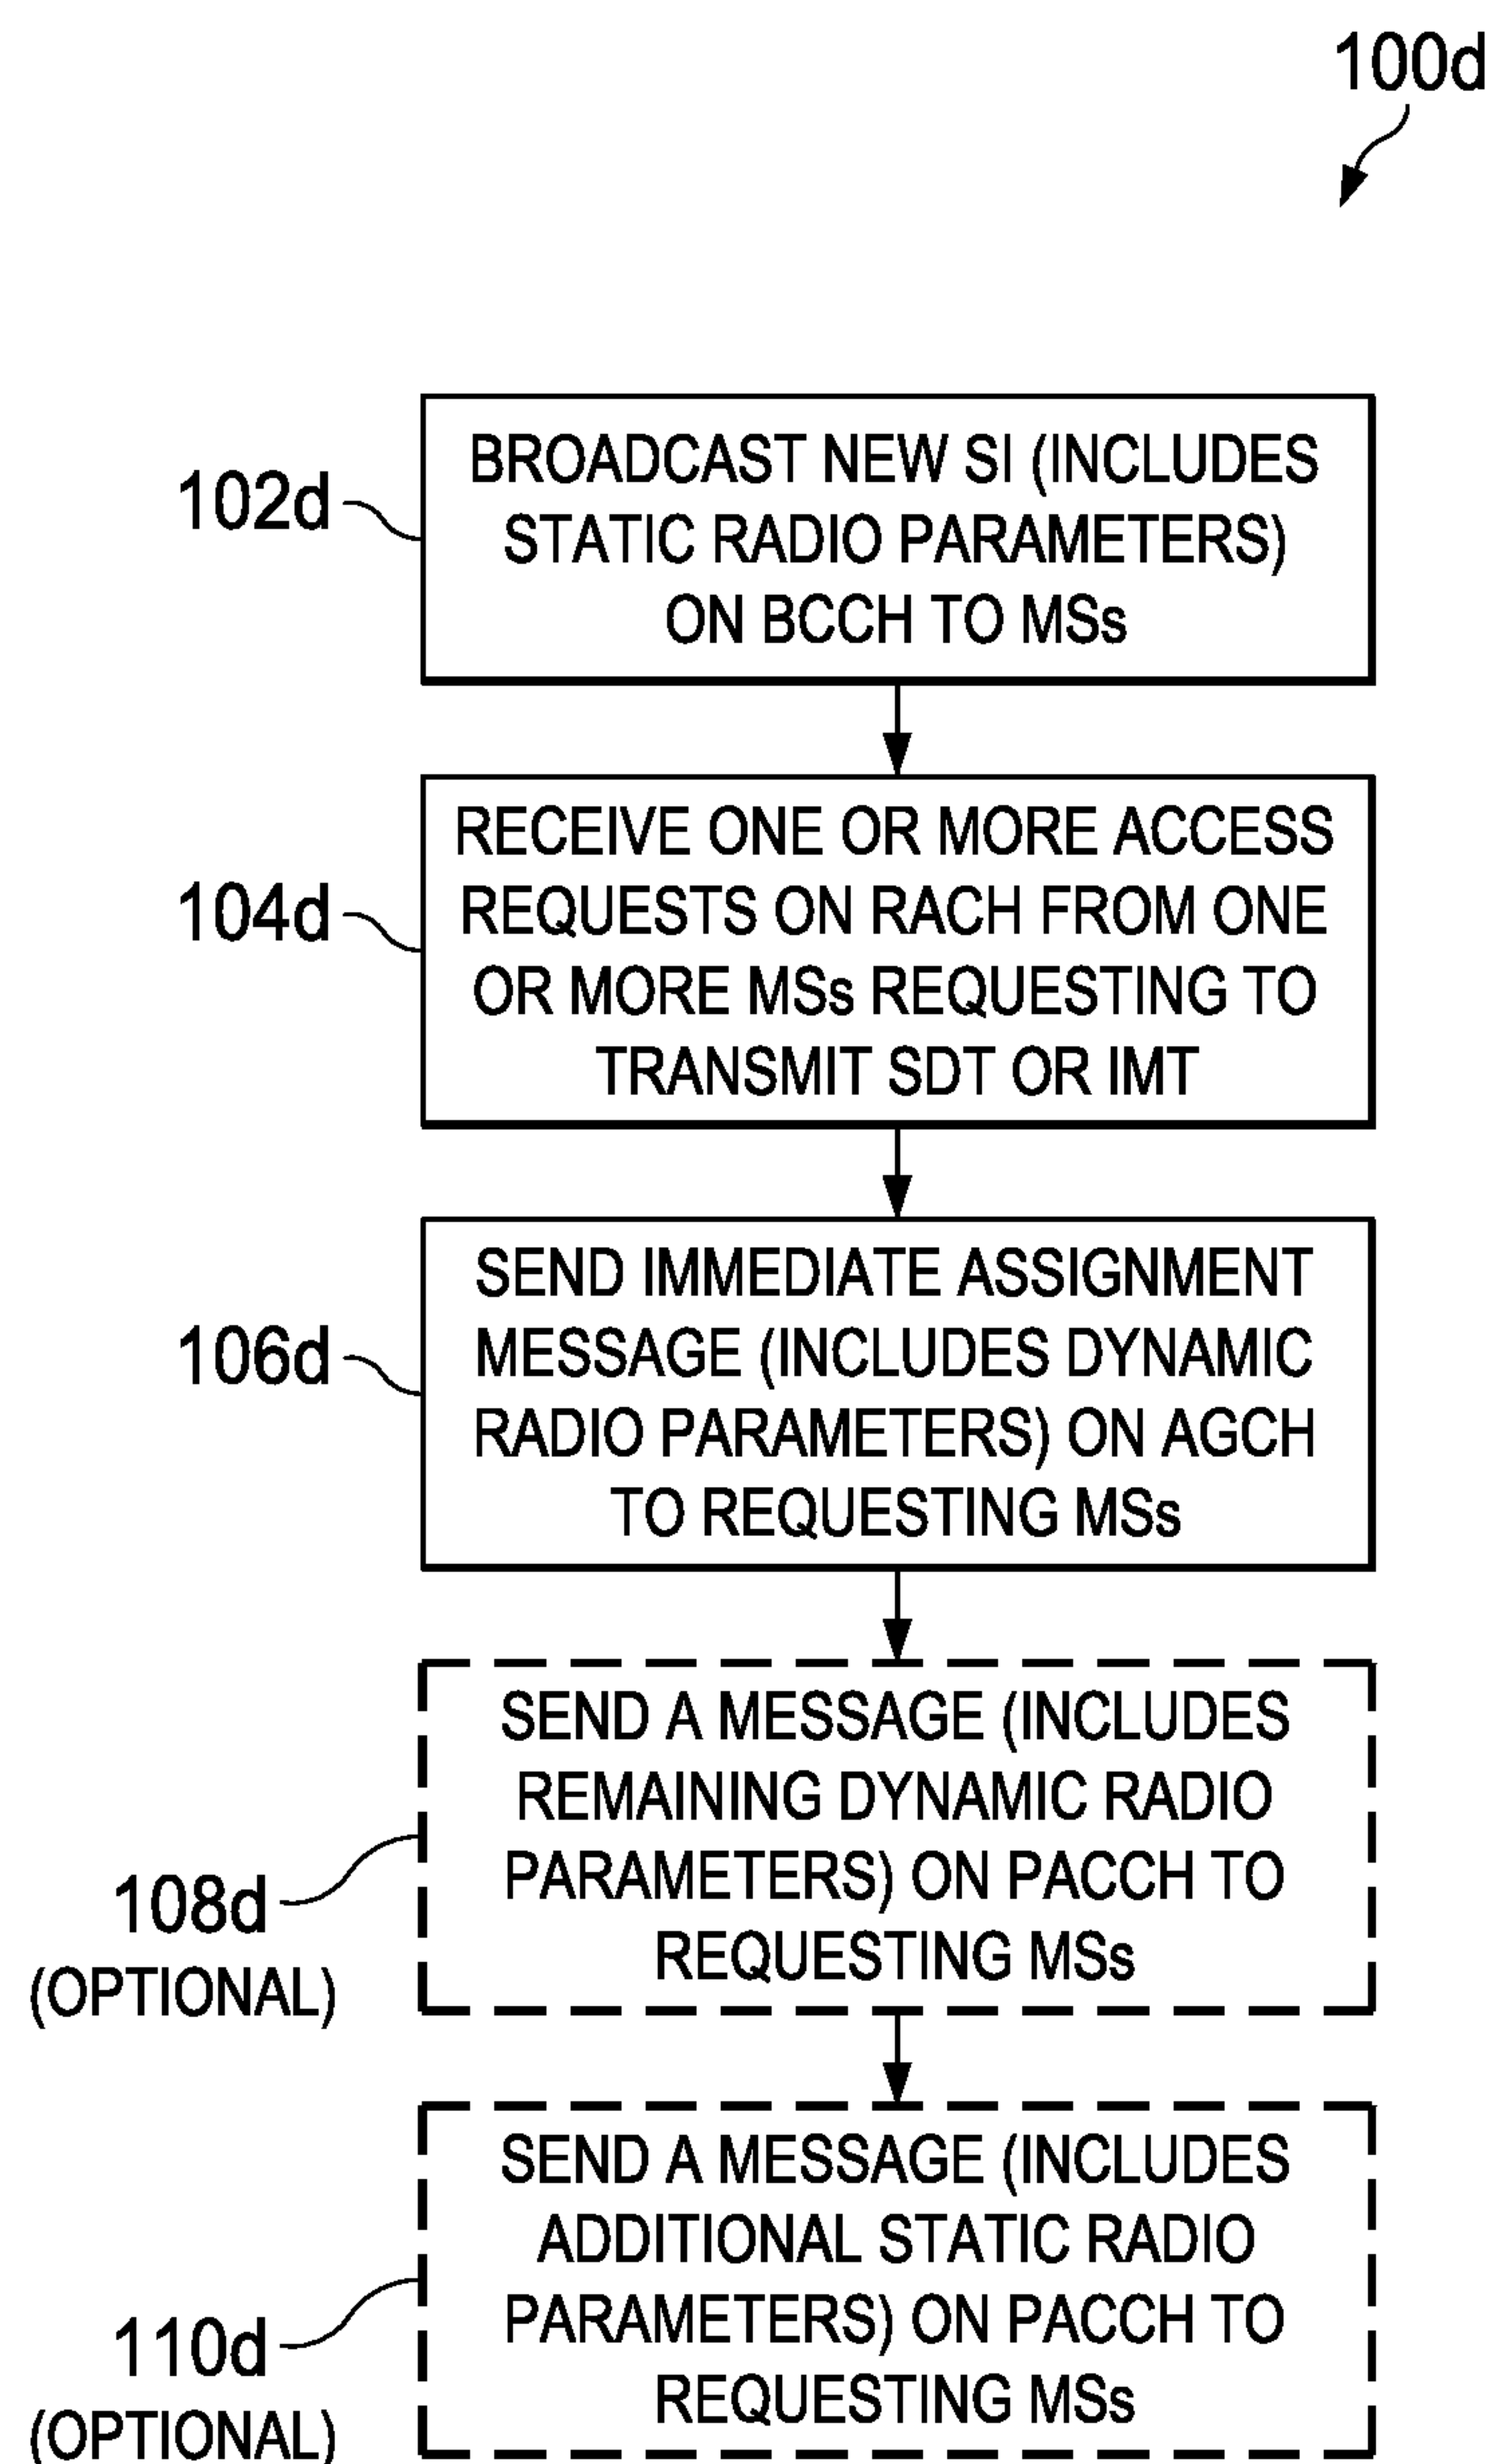 100d
102d
BROADCAST NEW SI (INCLUDES
STATIC RADIO PARAMETERS)
ON BCCH TO MSs
104d
RECEIVE ONE OR MORE ACCESS
REQUESTS ON RACH FROM ONE
OR MORE MSs REQUESTING TO
TRANSMIT SDT OR IMT
106d
SEND IMMEDIATE ASSIGNMENT
MESSAGE (INCLUDES DYNAMIC
RADIO PARAMETERS) ON AGCH
TO REQUESTING MSs
108d
(OPTIONAL)
SEND A MESSAGE (INCLUDES
REMAINING DYNAMIC RADIO
PARAMETERS) ON PACCH TO
REQUESTING MSs
110d
(OPTIONAL)
SEND A MESSAGE (INCLUDES
ADDITIONAL STATIC RADIO
PARAMETERS) ON PACCH TO
REQUESTING MSs